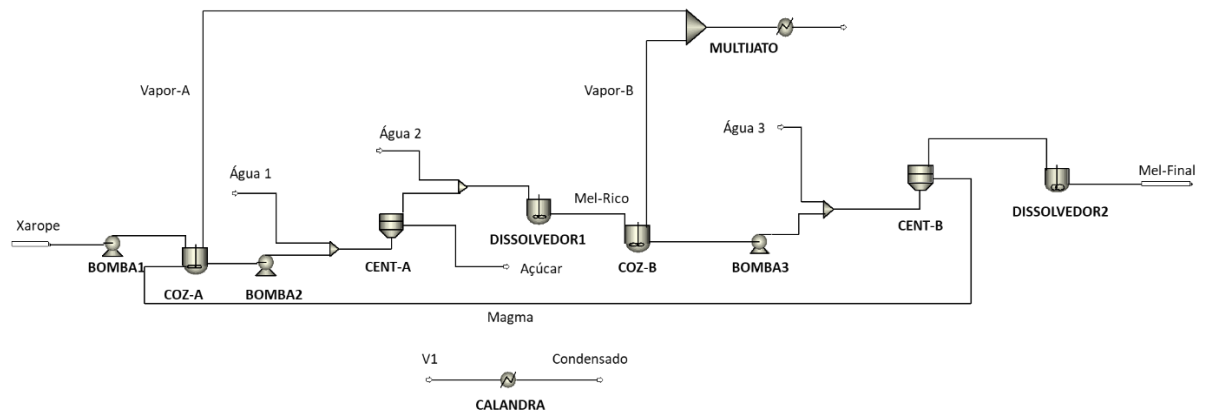 MULTIJATO
Vapor-A
Vapor-B
Água 2
Água 3
Água 1
Mel-Rico
Mel-Final
Xarope
DISSOLVEDOR1
DISSOLVEDOR2
CENT-A
CENT-B
BOMBA1
Açúcar
COZ-B
BOMBA3
COZ-A
BOMBA2
Magma
V1
Condensado
CALANDRA